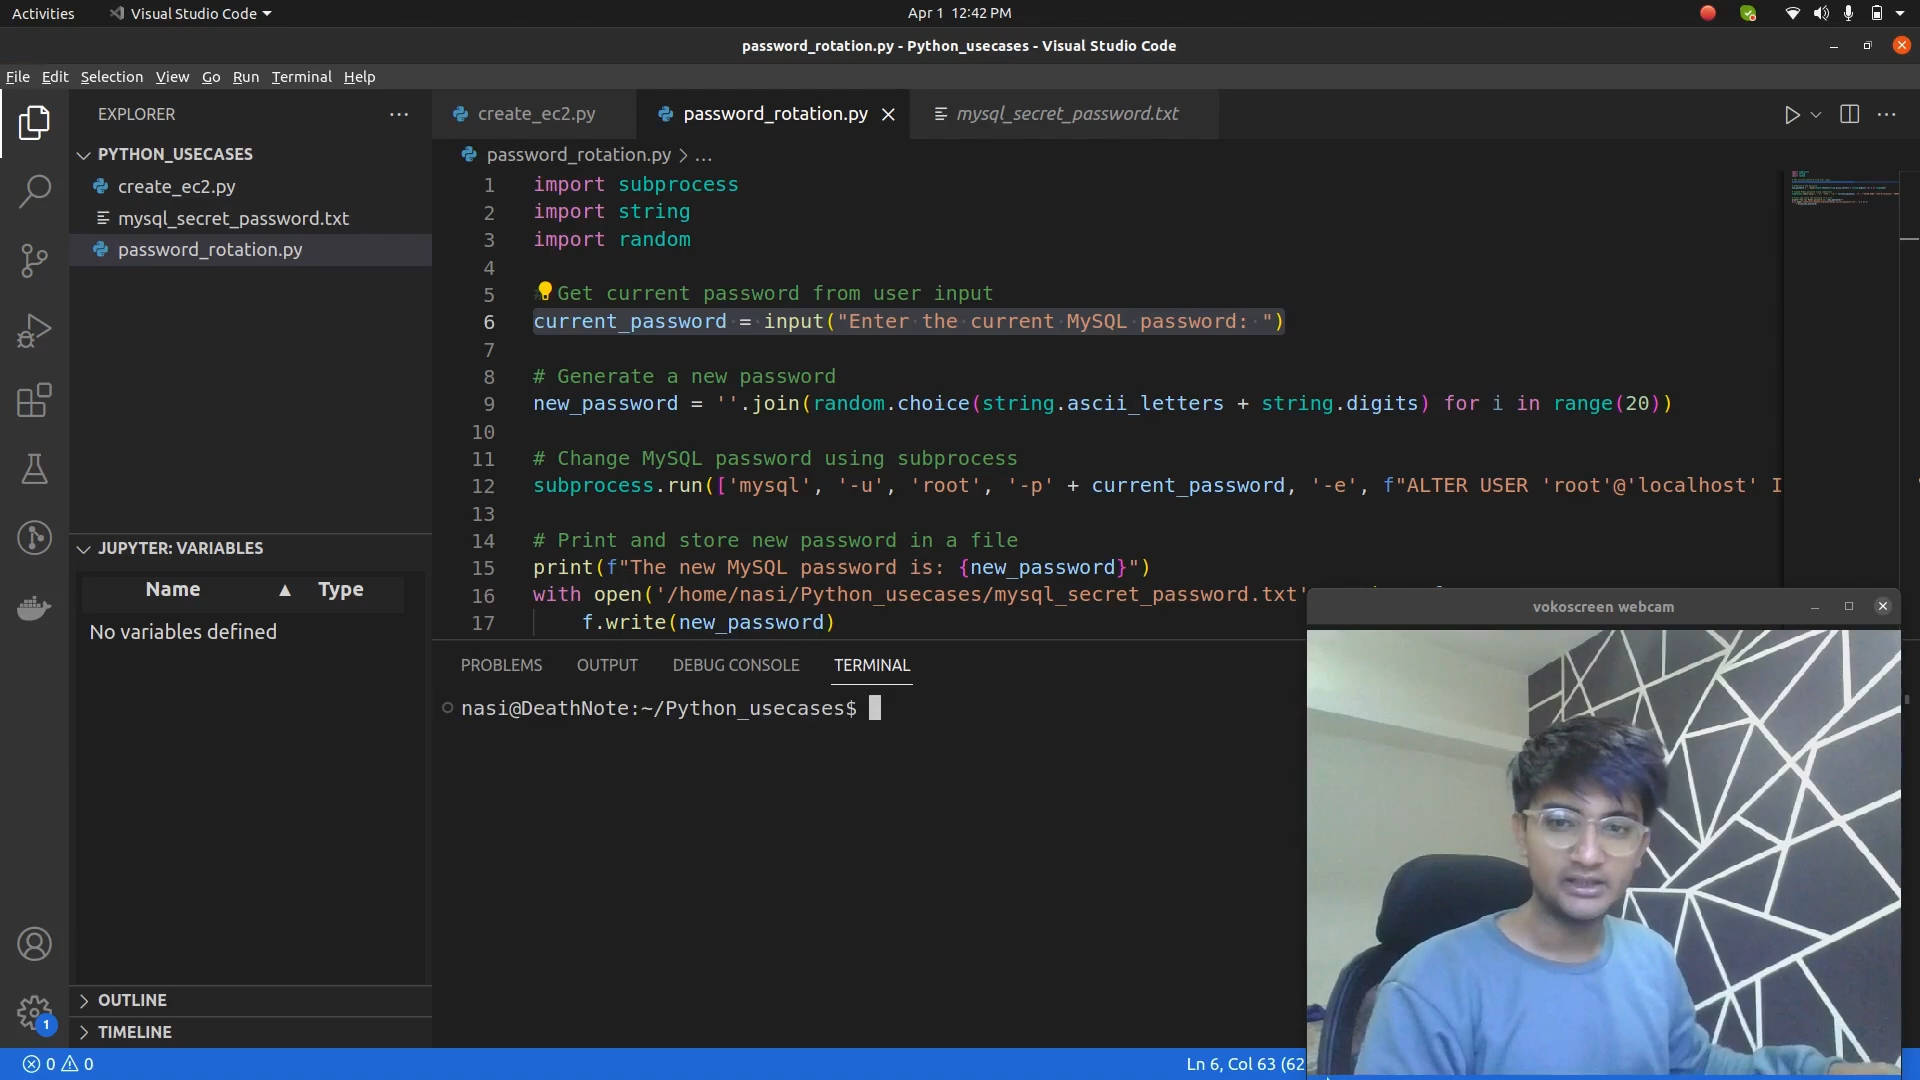 Activities
Visual Studio Code
Apr 1 12:42 PM
password_rotation.py - Python_usecases - Visual Studio Code
File Edit Selection View Go Run Terminal Help
EXPLORER
create_ec2.py
password_rotation.py
mysql_secret_password.txt
PYTHON_USECASES
create_ec2.py
mysql_secret_password.txt
password_rotation.py
password_rotation.py > ...
1 import subprocess
2 import string
3 import random
4
5 Get current password from user input
6 current_password = input("Enter the current MySQL password: ")
7
8 # Generate a new password
9 new_password = ''.join(random.choice(string.ascii_letters + string.digits) for i in range(20))
10
11 # Change MySQL password using subprocess
12 subprocess.run(['mysql', '-u', 'root', '-p' + current_password, '-e', f"ALTER USER 'root'@'localhost' I
13
14 # Print and store new password in a file
15 print(f"The new MySQL password is: {new_password}")
16 with open('/home/nasi/Python_usecases/mysql_secret_password.txt'
17 f.write(new_password)
JUPYTER: VARIABLES
Name Type
No variables defined
PROBLEMS OUTPUT DEBUG CONSOLE TERMINAL
nasi@DeathNote:~/Python_usecases$
vokoscreen webcam
OUTLINE
TIMELINE
1
0 0
Ln 6, Col 63 (62